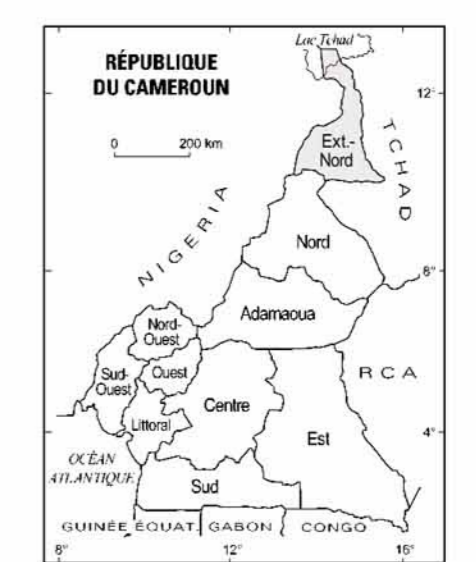 Lac Tchad
RÉPUBLIQUE
DU CAMEROUN
12°
0 200 km
Ext.-
Nord
TCHAD
NIGERIA
Nord
8°
Adamaoua
Nord-
Ouest
Sud-
Ouest
Ouest
RCA
Centre
Littoral
Est
4°
OCÉAN
ATLANTIQUE
Sud
GUINÉE ÉQUAT.
GABON
CONGO
8°
12°
16°